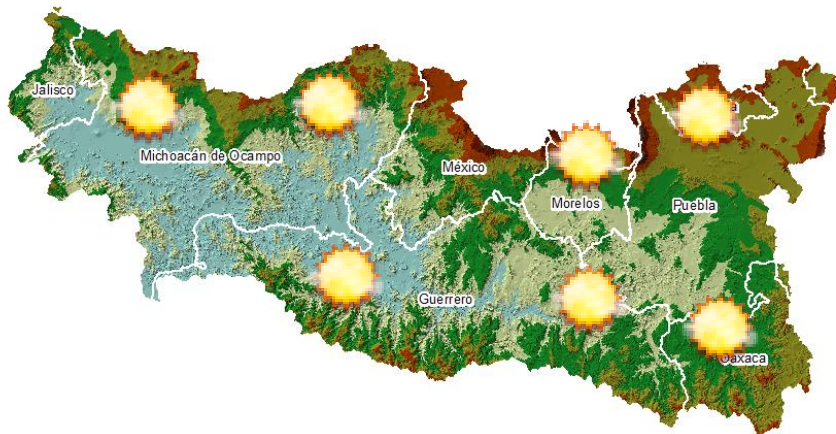 Jalisco
Michoacán de Ocampo
México
Morelos
Puebla
Guerrero
Oaxaca